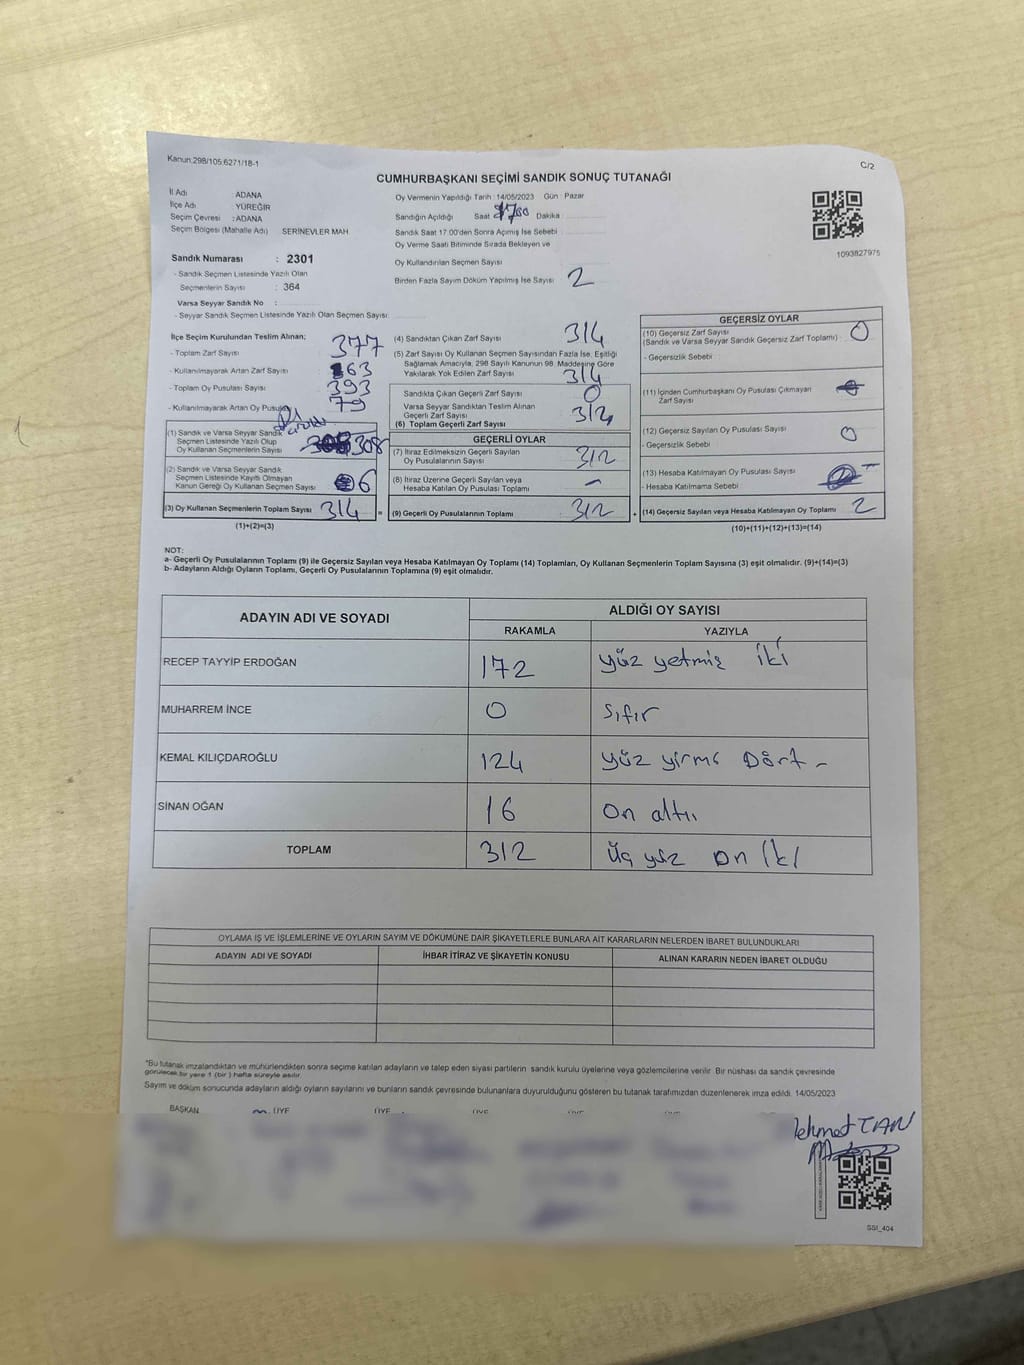 Kanun.298/105.6271/18-1
C/2
CUMHURBAŞKANI SEÇİMİ SANDIK SONUÇ TUTANAĞI
İl Adı : ADANA
İlçe Adı : YÜREĞİR
Seçim Çevresi : ADANA
Seçim Bölgesi (Mahalle Adı) SERİNEVLER MAH
Sandık Numarası : 2301
- Sandık Seçmen Listesinde Yazılı Olan
Seçmenlerin Sayısı : 364
Varsa Seyyar Sandık No :
- Seyyar Sandık Seçmen Listesinde Yazılı Olan Seçmen Sayısı:
Oy Vermenin Yapıldığı Tarih : 14/05/2023 Gün : Pazar
Sandığın Açıldığı Saat 1700 Dakika :
Sandık Saat 17.00'den Sonra Açımış İse Sebebi :
Oy Verme Saati Bitiminde Sırada Bekleyen ve
Oy Kullandırılan Seçmen Sayısı
Birden Fazla Sayım Döküm Yapılmış İse Sayısı : 2
1093827975
İlçe Seçim Kurulundan Teslim Alınan;
- Toplam Zarf Sayısı 377
- Kullanılmayarak Artan Zarf Sayısı 63
- Toplam Oy Pusulası Sayısı 393
- Kullanılmayarak Artan Oy Pusulası 79
(1) Sandık ve Varsa Seyyar Sandık
Seçmen Listesinde Yazılı Olup
Oy Kullanan Seçmenlerin Sayısı 308
(2) Sandık ve Varsa Seyyar Sandık
Seçmen Listesinde Kayıtlı Olmayan
Kanun Gereği Oy Kullanan Seçmen Sayısı 6
(3) Oy Kullanan Seçmenlerin Toplam Sayısı 314
(1)+(2)=(3)
(4) Sandıktan Çıkan Zarf Sayısı 314
(5) Zarf Sayısı Oy Kullanan Seçmen Sayısından Fazla İse, Eşitliği
Sağlamak Amacıyla, 298 Sayılı Kanunun 98. Maddesine Göre
Yakılarak Yok Edilen Zarf Sayısı
314
Sandıkta Çıkan Geçerli Zarf Sayısı 0
Varsa Seyyar Sandıktan Teslim Alınan
Geçerli Zarf Sayısı
(6) Toplam Geçerli Zarf Sayısı 314
GEÇERLİ OYLAR
(7) İtiraz Edilmeksizin Geçerli Sayılan
Oy Pusulalarının Sayısı 312
(8) İtiraz Üzerine Geçerli Sayılan veya
Hesaba Katılan Oy Pusulası Toplamı -
= (9) Geçerli Oy Pusulalarının Toplamı 312 +
GEÇERSİZ OYLAR
(10) Geçersiz Zarf Sayısı
(Sandık ve Varsa Seyyar Sandık Geçersiz Zarf Toplamı) : 0
- Geçersizlik Sebebi :
(11) İçinden Cumhurbaşkanı Oy Pusulası Çıkmayan
Zarf Sayısı
(12) Geçersiz Sayılan Oy Pusulası Sayısı : 0
- Geçersizlik Sebebi :
(13) Hesaba Katılmayan Oy Pusulası Sayısı : 2
- Hesaba Katılmama Sebebi :
(14) Geçersiz Sayılan veya Hesaba Katılmayan Oy Toplamı 2
(10)+(11)+(12)+(13)=(14)
NOT:
a- Geçerli Oy Pusulalarının Toplamı (9) ile Geçersiz Sayılan veya Hesaba Katılmayan Oy Toplamı (14) Toplamları, Oy Kullanan Seçmenlerin Toplam Sayısına (3) eşit olmalıdır. (9)+(14)=(3)
b- Adayların Aldığı Oyların Toplamı, Geçerli Oy Pusulalarının Toplamına (9) eşit olmalıdır.
ADAYIN ADI VE SOYADI ALDIĞI OY SAYISI
RAKAMLA YAZIYLA
RECEP TAYYİP ERDOĞAN 172 yüz yetmiş iki
MUHARREM İNCE 0 Sıfır
KEMAL KILIÇDAROĞLU 124 yüz yirmi Dört -
SİNAN OĞAN 16 On altı
TOPLAM 312 üç yüz on iki
OYLAMA İŞ VE İŞLEMLERİNE VE OYLARIN SAYIM VE DÖKÜMÜNE DAİR ŞİKAYETLERLE BUNLARA AİT KARARLARIN NELERDEN İBARET BULUNDUKLARI
ADAYIN ADI VE SOYADI İHBAR İTİRAZ VE ŞİKAYETİN KONUSU ALINAN KARARIN NEDEN İBARET OLDUĞU
*Bu tutanak imzalandıktan ve mühürlendikten sonra seçime katılan adayların ve talep eden siyasi partilerin sandık kurulu üyelerine veya gözlemcilerine verilir. Bir nüshası da sandık çevresinde
görülecek bir yere 1 (bir ) hafta süreyle asılır.
Sayım ve döküm sonucunda adayların aldığı oyların sayılarını ve bunların sandık çevresinde bulunanlara duyurulduğunu gösteren bu tutanak tarafımızdan düzenlenerek imza edildi. 14/05/2023
BAŞKAN ÜYE ÜYE ÜYE
Mehmet TAN
SSI_404